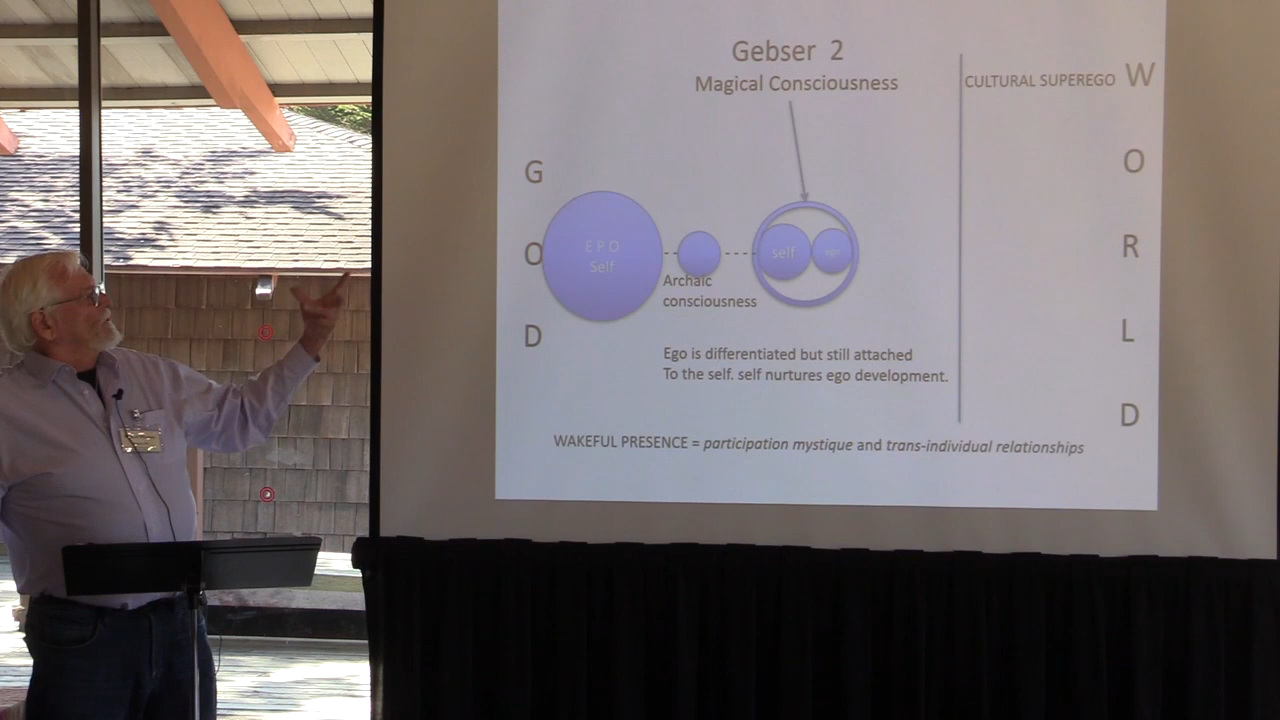 Gebser 2
Magical Consciousness
CULTURAL SUPEREGO
W
O
R
L
D
G
O
D
E P O
Self
self
ego
Archaic
consciousness
Ego is differentiated but still attached
To the self. self nurtures ego development.
WAKEFUL PRESENCE = participation mystique and trans-individual relationships